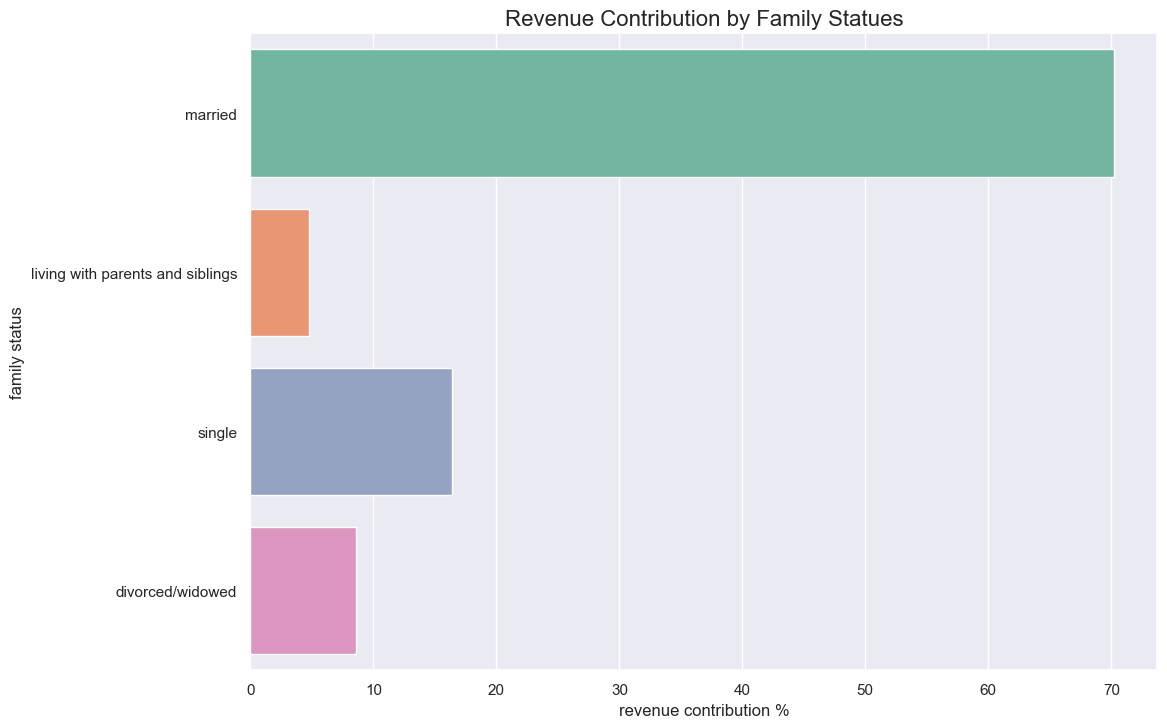 Revenue Contribution by Family Statues
married
living with parents and siblings
family status
single
divorced/widowed
0 10 20 30 40 50 60 70
revenue contribution %